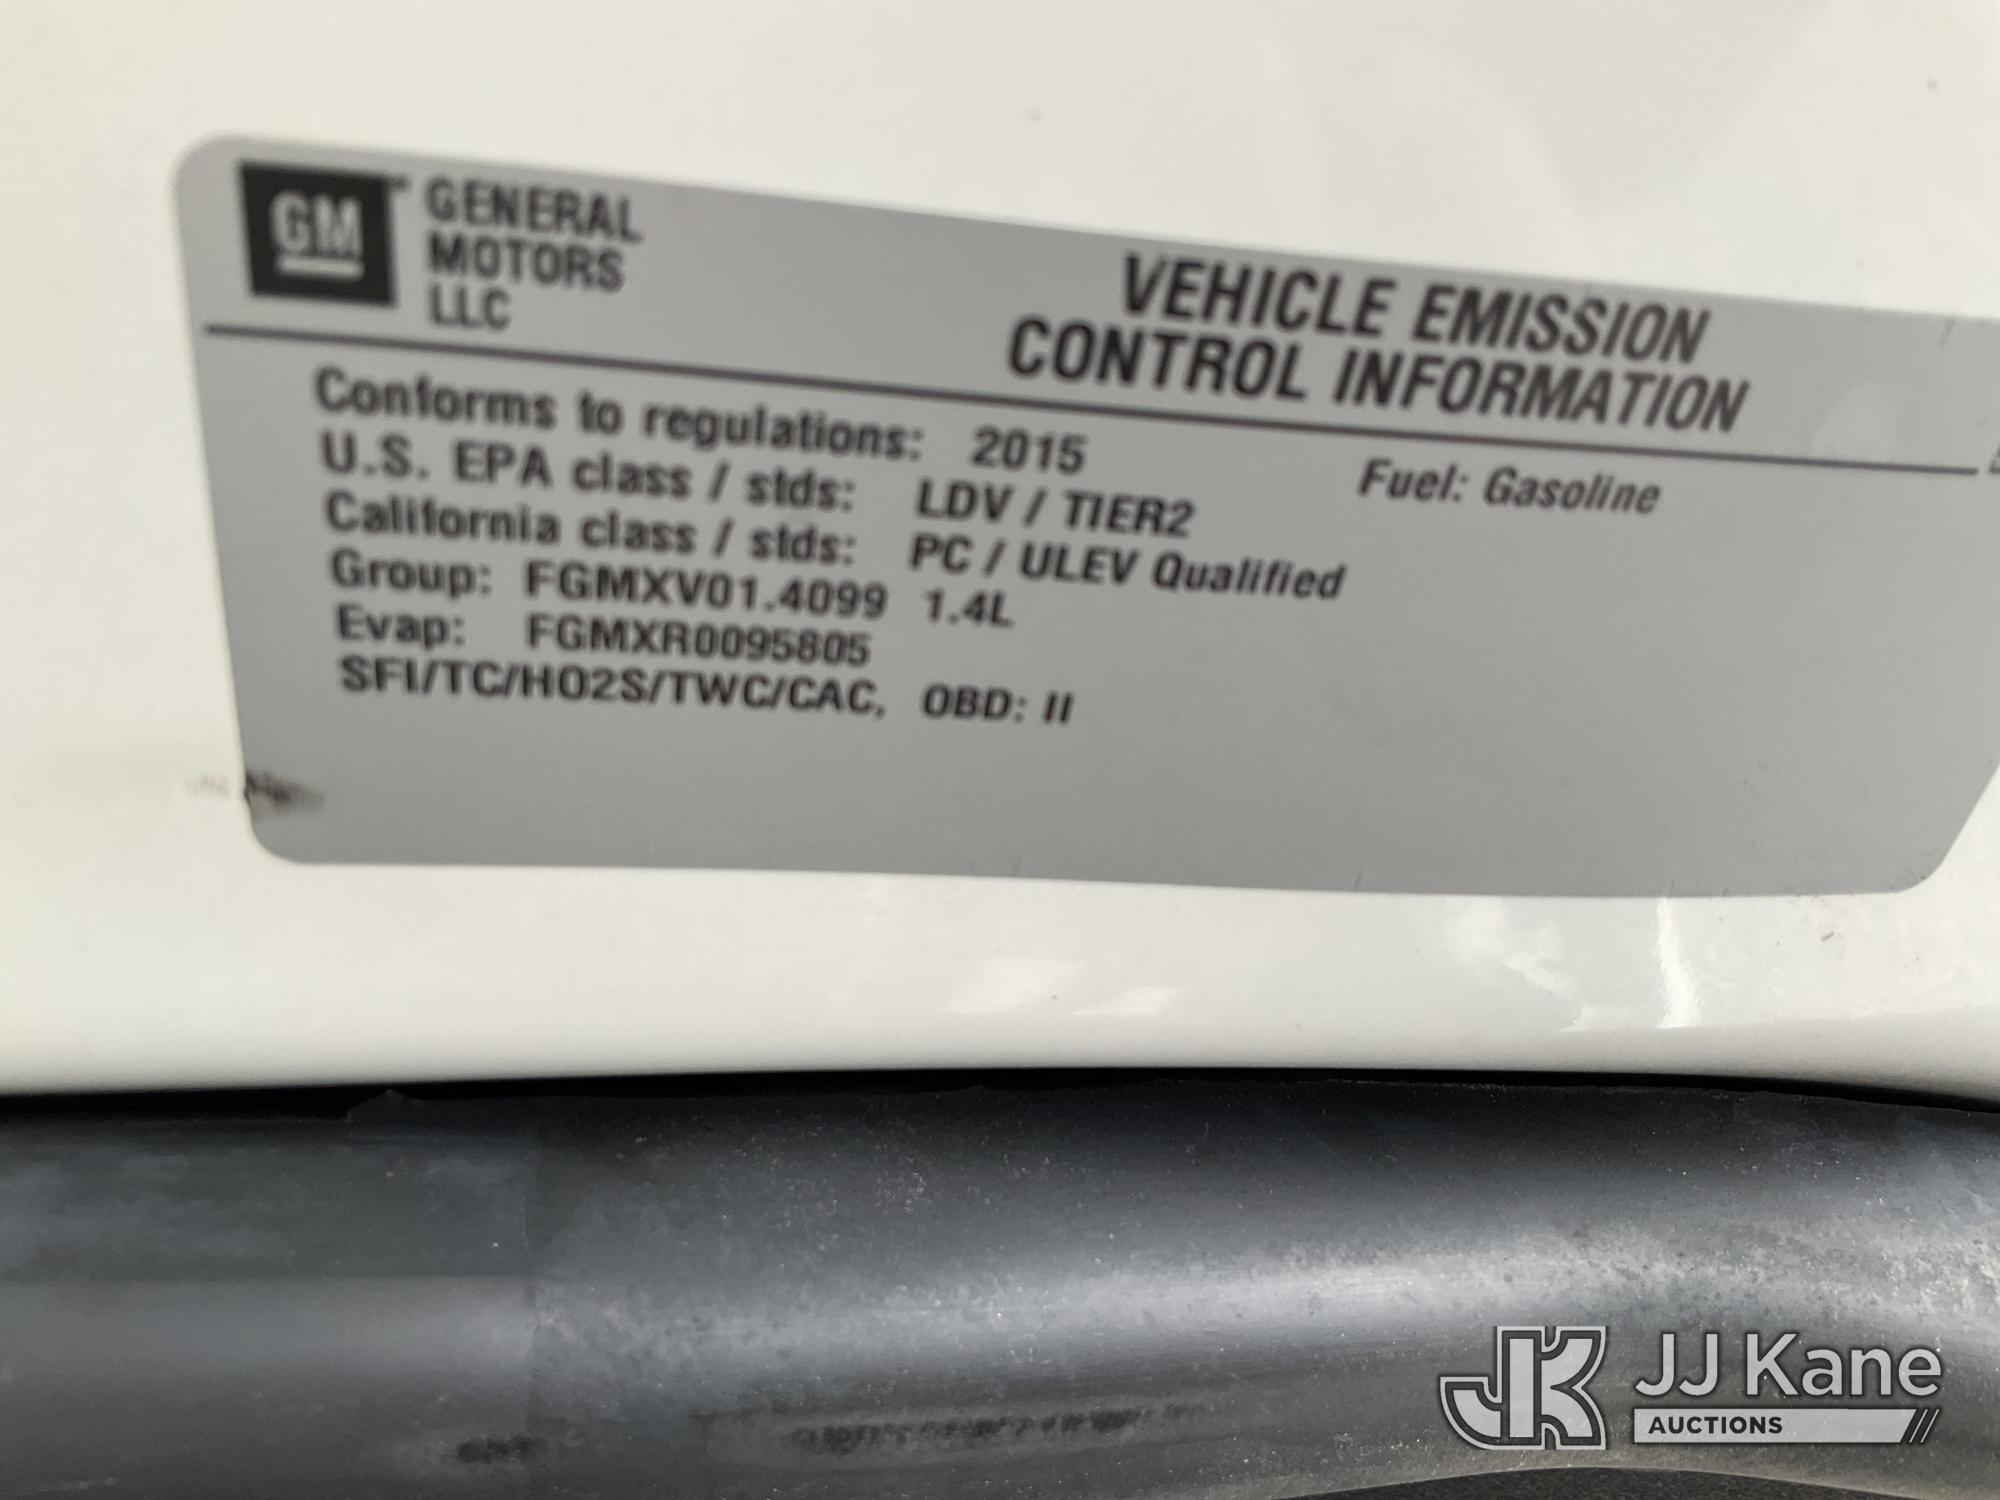 GM GENERAL
MOTORS
LLC
VEHICLE EMISSION
CONTROL INFORMATION
Conforms to regulations: 2015 Fuel: Gasoline
U.S. EPA class / stds: LDV / TIER2
California class / stds: PC / ULEV Qualified
Group: FGMXV01.4099 1.4L
Evap: FGMXR0095805
SFI/TC/HO2S/TWC/CAC, OBD: II
JK JJ Kane
AUCTIONS